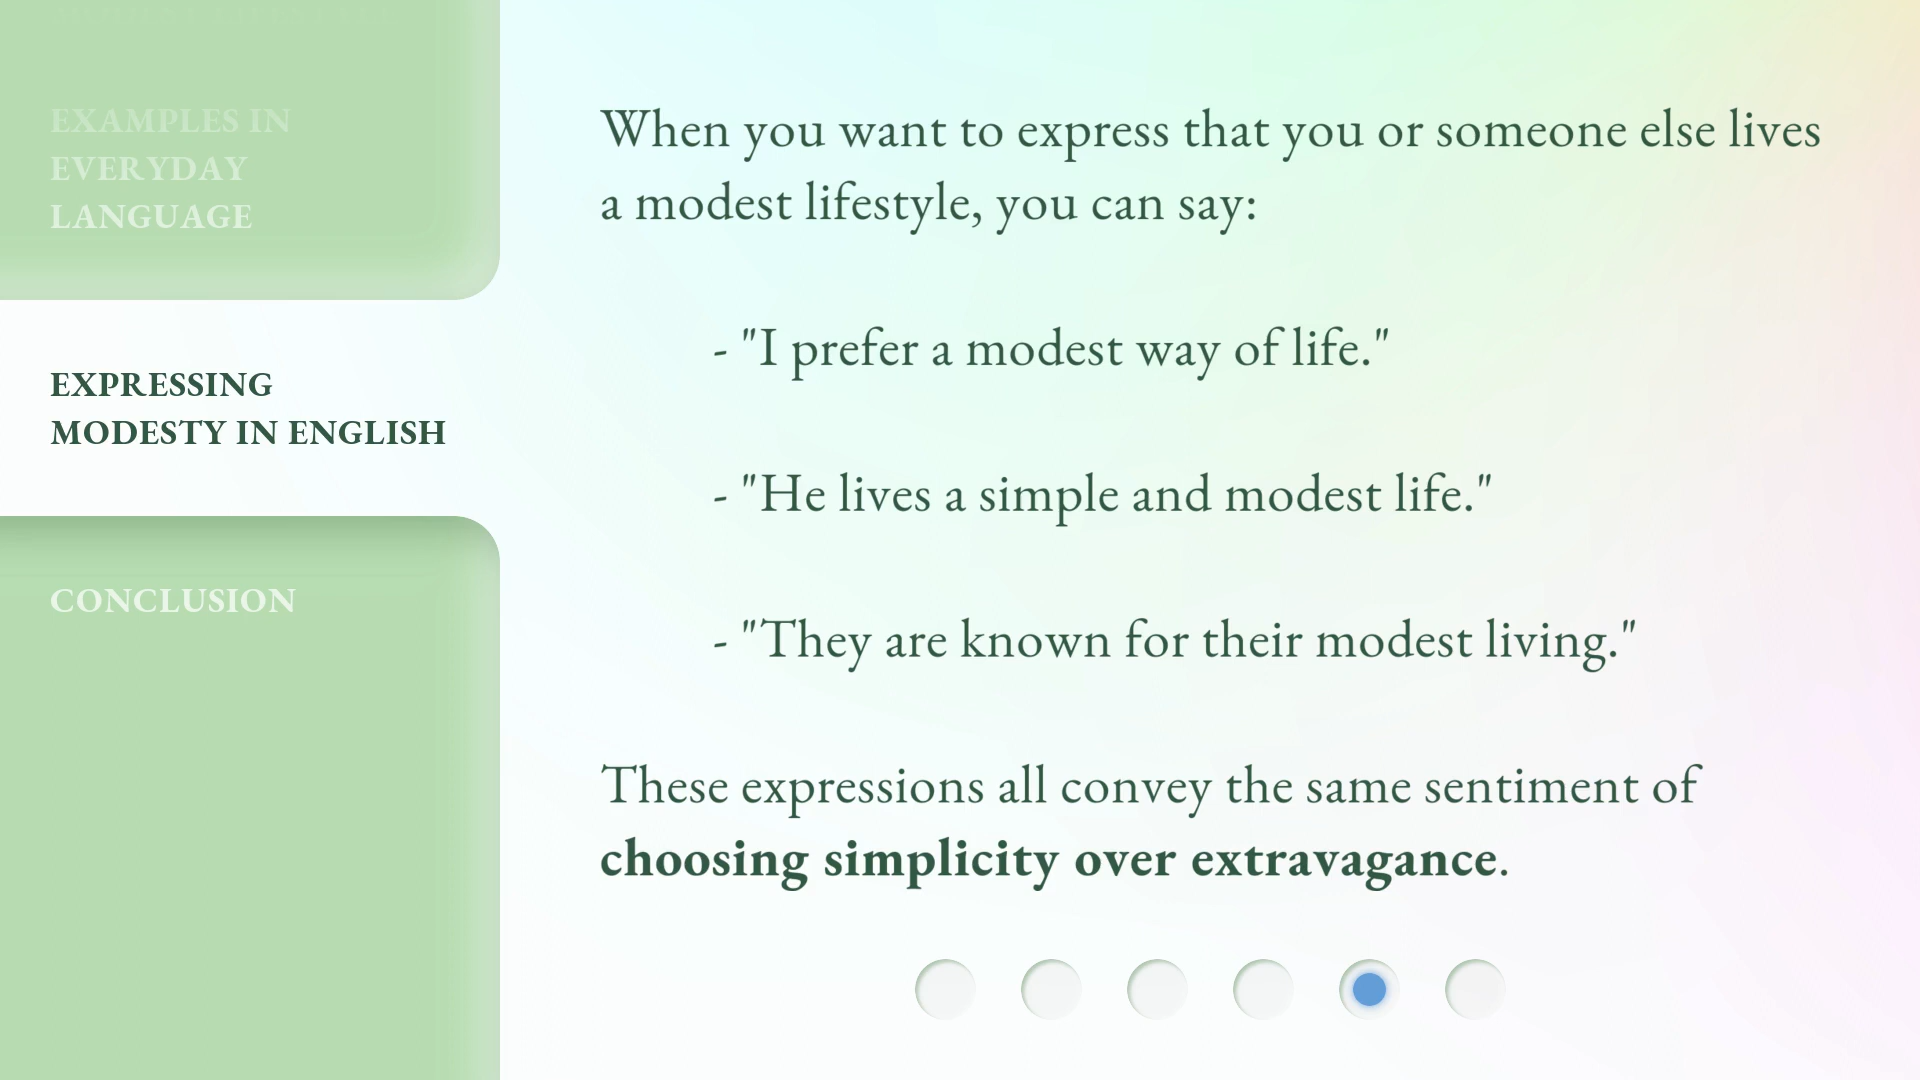 EXAMPLES IN
EVERYDAY
LANGUAGE
EXPRESSING
MODESTY IN ENGLISH
CONCLUSION
When you want to express that you or someone else lives
a modest lifestyle, you can say:
- "I prefer a modest way of life."
- "He lives a simple and modest life."
- "They are known for their modest living."
These expressions all convey the same sentiment of
choosing simplicity over extravagance.